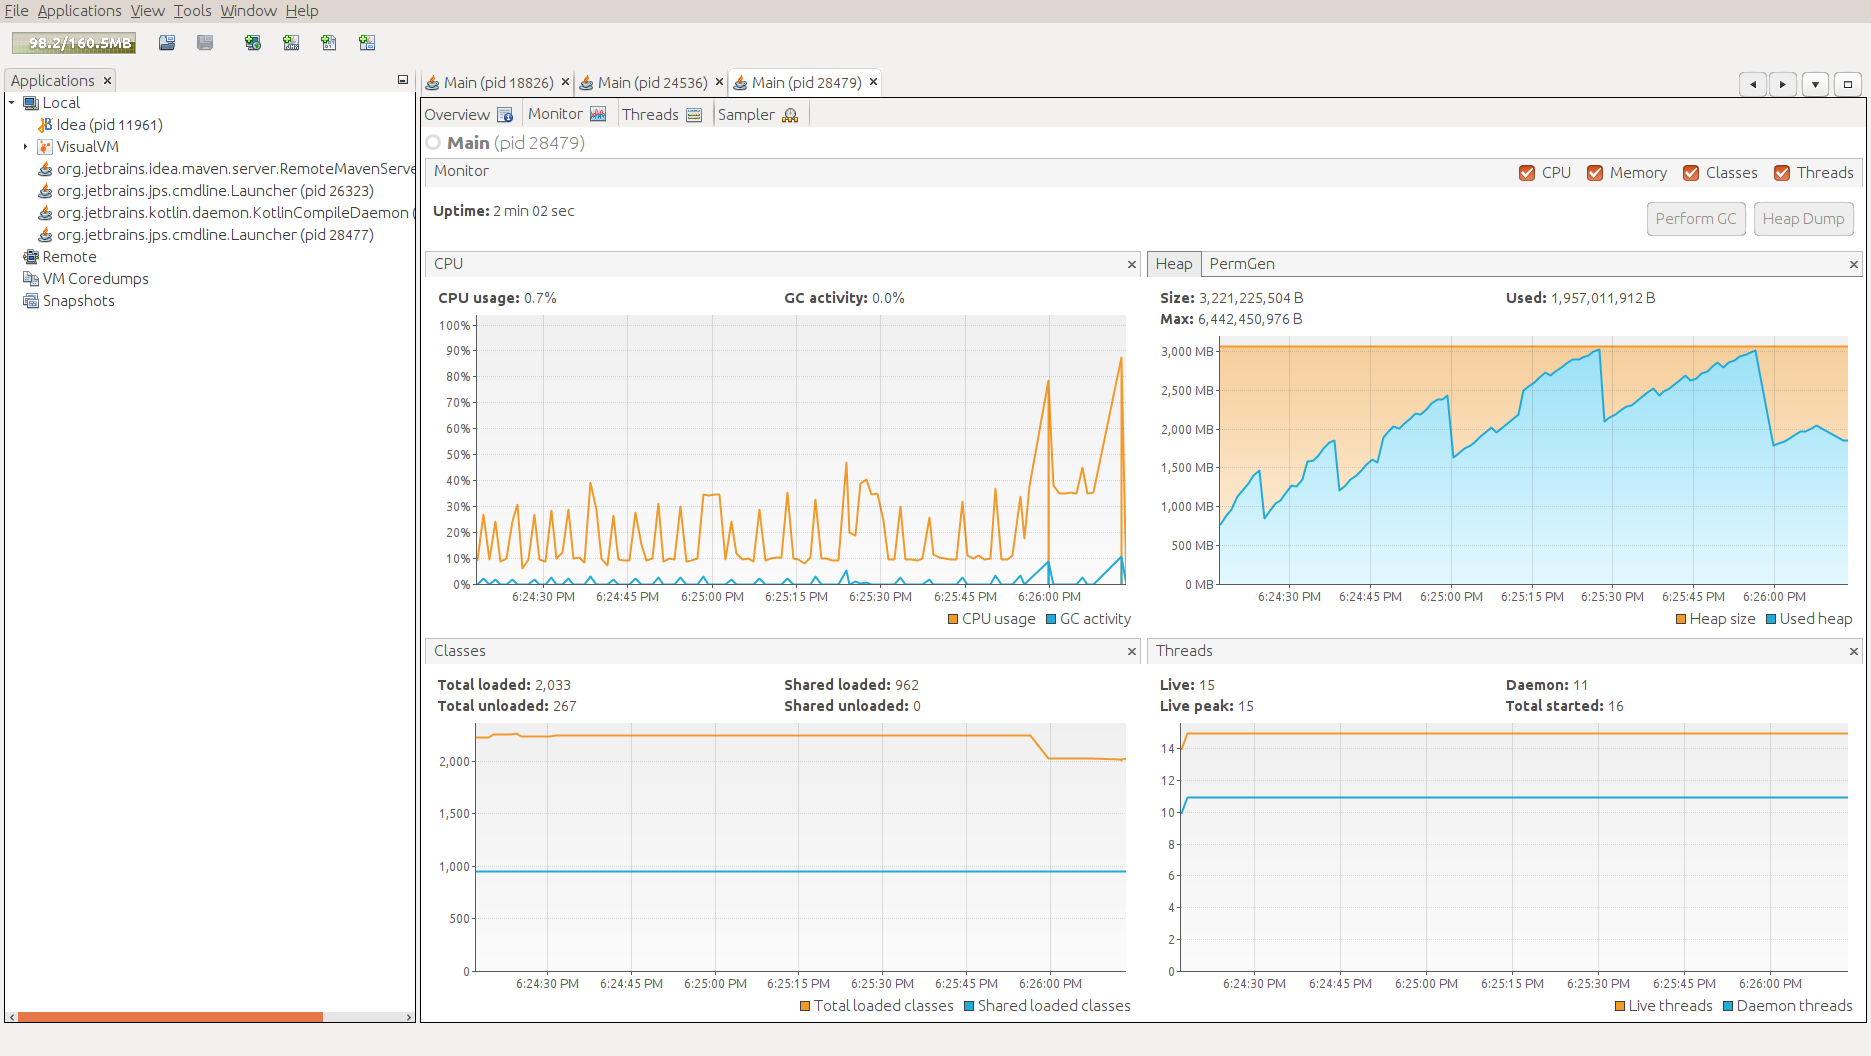 File Applications View Tools Window Help
98.2/160.5MB
Applications
Local
Idea (pid 11961)
VisualVM
org.jetbrains.idea.maven.server.RemoteMavenServe
org.jetbrains.jps.cmdline.Launcher (pid 26323)
org.jetbrains.kotlin.daemon.KotlinCompileDaemon (
org.jetbrains.jps.cmdline.Launcher (pid 28477)
Remote
VM Coredumps
Snapshots
Main (pid 18826) Main (pid 24536) Main (pid 28479)
Overview Monitor Threads Sampler
Main (pid 28479)
Monitor CPU Memory Classes Threads
Uptime: 2 min 02 sec
Perform GC Heap Dump
CPU
CPU usage: 0.7% GC activity: 0.0%
100%
90%
80%
70%
60%
50%
40%
30%
20%
10%
0%
6:24:30 PM 6:24:45 PM 6:25:00 PM 6:25:15 PM 6:25:30 PM 6:25:45 PM 6:26:00 PM
CPU usage GC activity
Heap PermGen
Size: 3,221,225,504 B Used: 1,957,011,912 B
Max: 6,442,450,976 B
3,000 MB
2,500 MB
2,000 MB
1,500 MB
1,000 MB
500 MB
0 MB
6:24:30 PM 6:24:45 PM 6:25:00 PM 6:25:15 PM 6:25:30 PM 6:25:45 PM 6:26:00 PM
Heap size Used heap
Classes
Total loaded: 2,033 Shared loaded: 962
Total unloaded: 267 Shared unloaded: 0
2,000
1,500
1,000
500
0
6:24:30 PM 6:24:45 PM 6:25:00 PM 6:25:15 PM 6:25:30 PM 6:25:45 PM 6:26:00 PM
Total loaded classes Shared loaded classes
Threads
Live: 15 Daemon: 11
Live peak: 15 Total started: 16
14
12
10
8
6
4
2
0
6:24:30 PM 6:24:45 PM 6:25:00 PM 6:25:15 PM 6:25:30 PM 6:25:45 PM 6:26:00 PM
Live threads Daemon threads